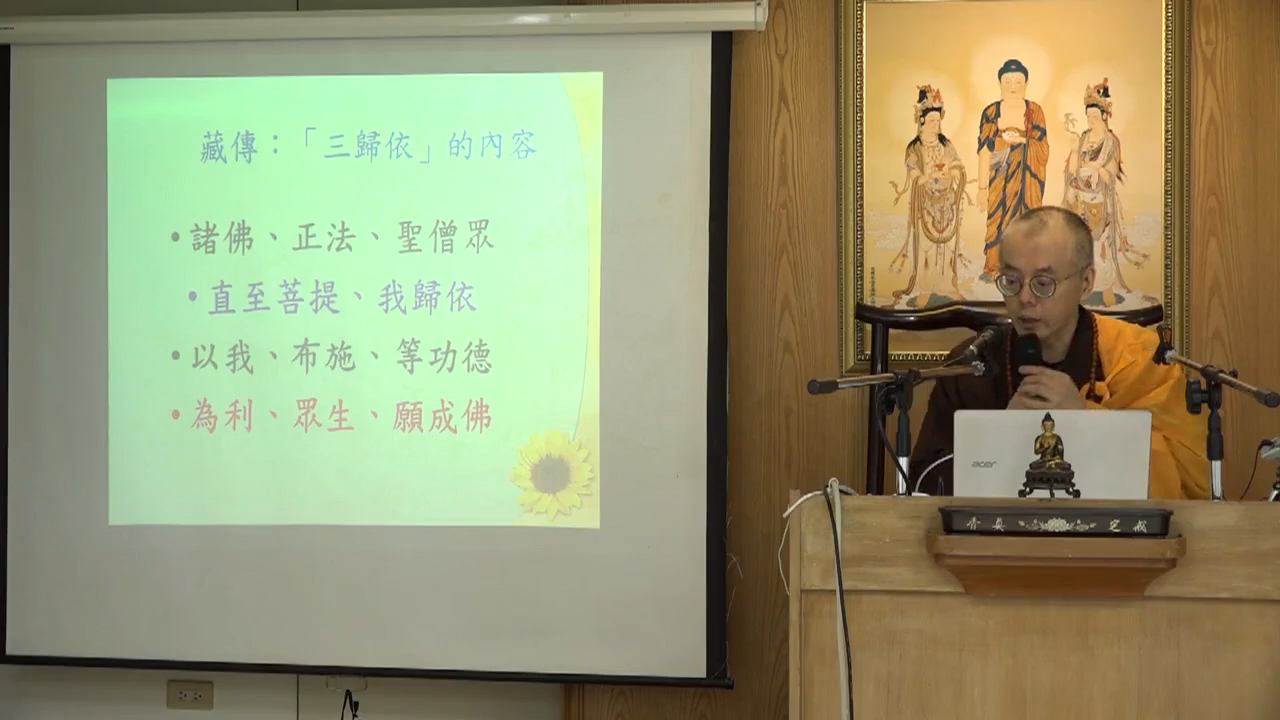 藏傳：「三歸依」的內容
•諸佛、正法、聖僧眾
•直至菩提、我歸依
•以我、布施、等功德
•為利、眾生、願成佛
acer